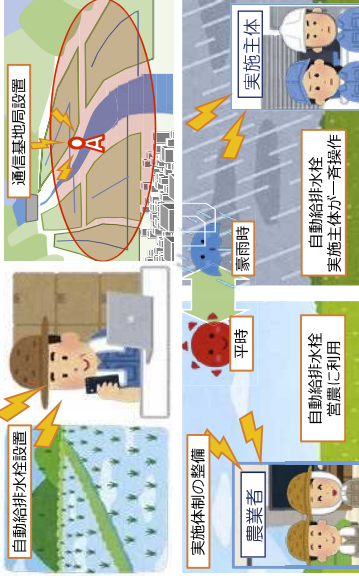 自動給排水栓設置
通信基地局設置
実施体制の整備
農業者
平時
豪雨時
実施主体
自動給排水栓
営農に利用
自動給排水栓
実施主体が一斉操作